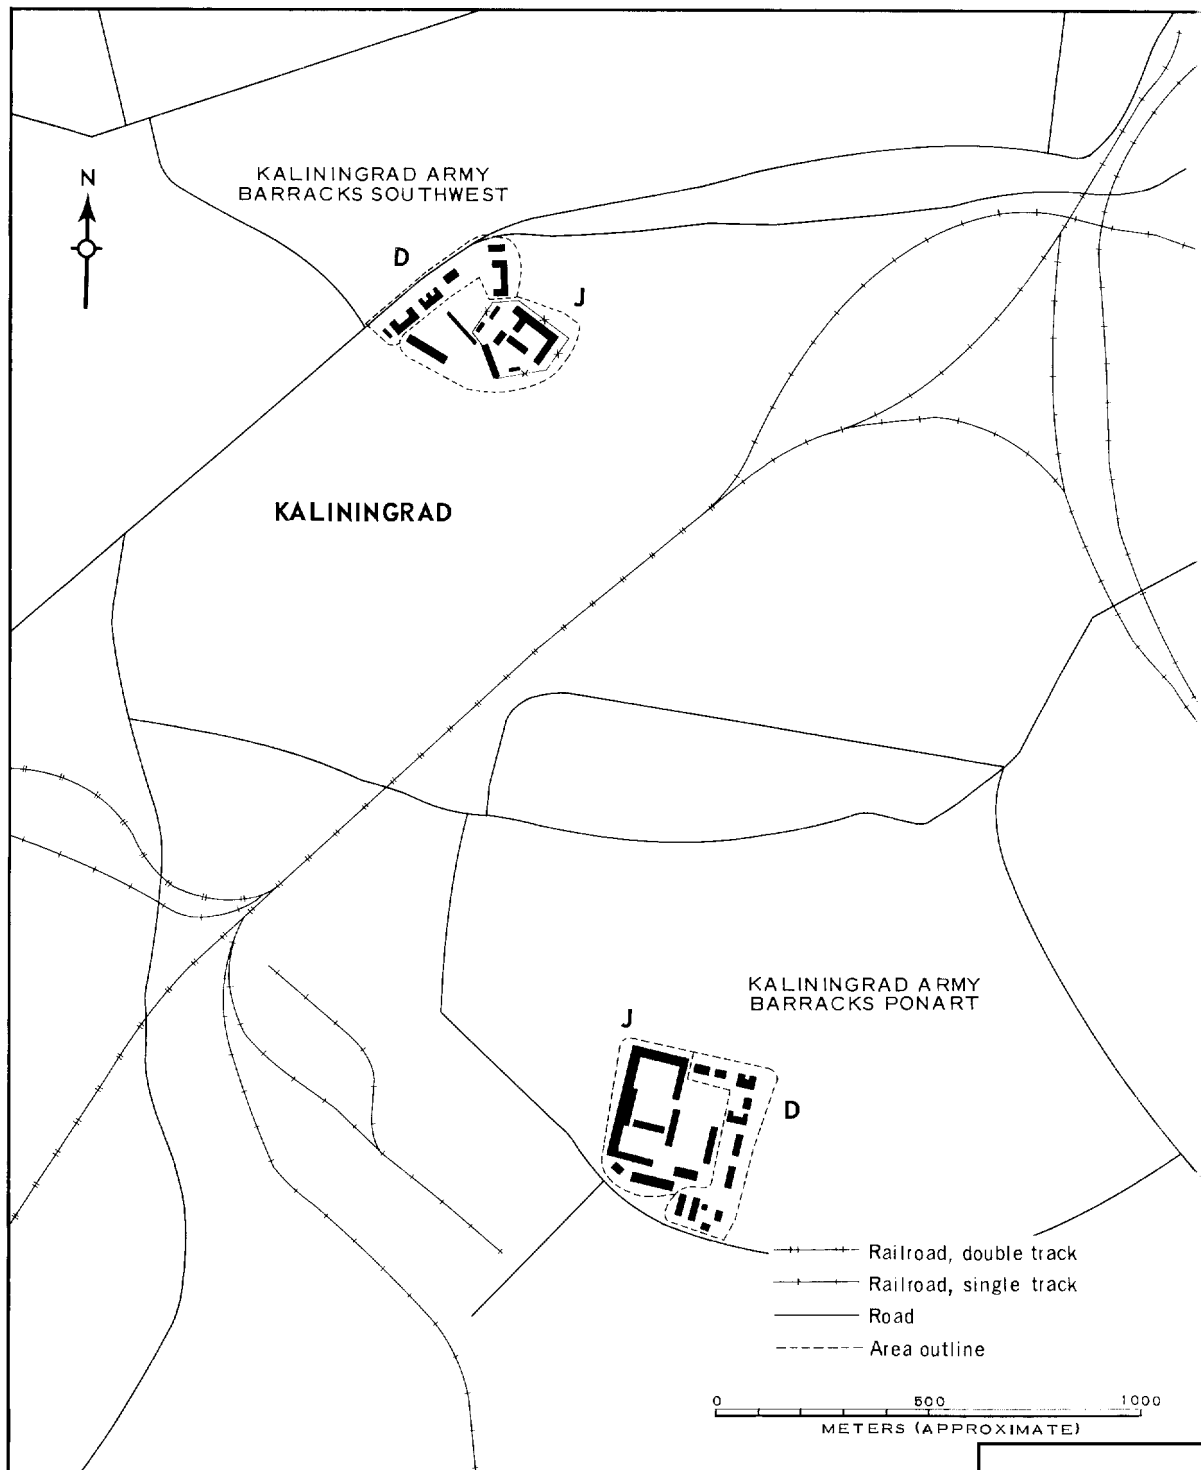 KALININGRAD ARMY
BARRACKS SOUTHWEST
N
D
J
KALININGRAD
KALININGRAD ARMY
BARRACKS PONART
J
D
Railroad, double track
Railroad, single track
Road
Area outline
0 500 1000
METERS (APPROXIMATE)